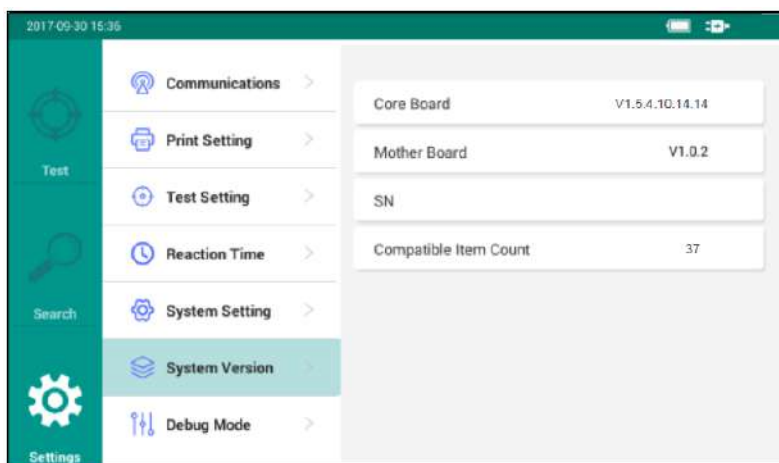 2017-09-30 15:36
Test
Search
Settings
Communications
Print Setting
Test Setting
Reaction Time
System Setting
System Version
Debug Mode
Core Board V1.5.4.10.14.14
Mother Board V1.0.2
SN
Compatible Item Count 37